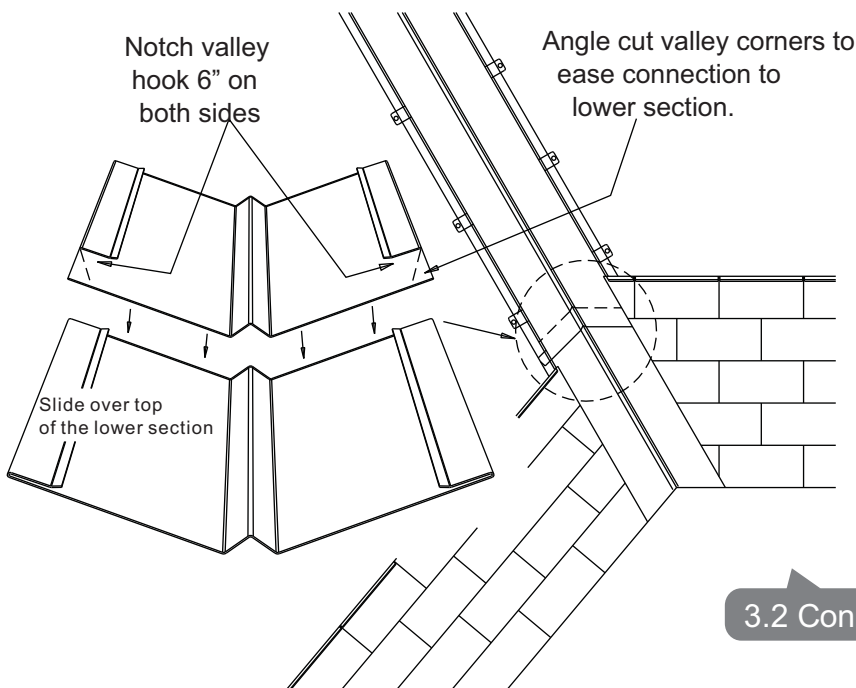 Notch valley
hook 6” on
both sides
Angle cut valley corners to
ease connection to
lower section.
Slide over top
of the lower section
3.2 Con